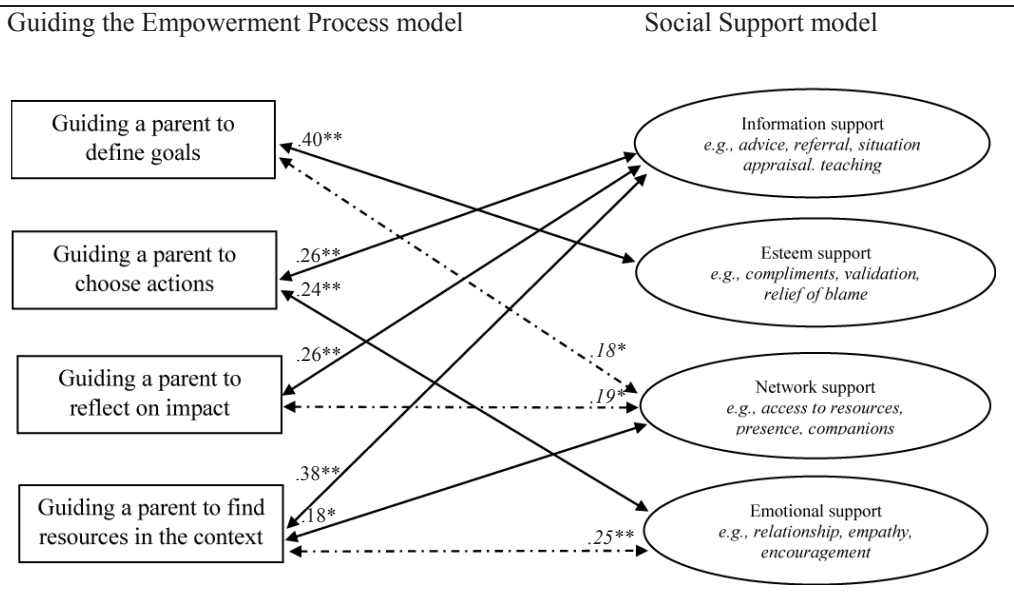 Guiding the Empowerment Process model
Social Support model
Guiding a parent to
define goals
Guiding a parent to
choose actions
Guiding a parent to
reflect on impact
Guiding a parent to find
resources in the context
.40**
.26**
.24**
.26**
.38**
.18*
.18*
.19*
.25**
Information support
e.g., advice, referral, situation
appraisal. teaching
Esteem support
e.g., compliments, validation,
relief of blame
Network support
e.g., access to resources,
presence, companions
Emotional support
e.g., relationship, empathy,
encouragement